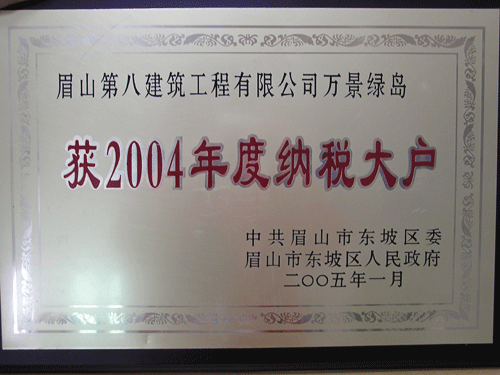 眉山第八建筑工程有限公司万景绿岛
获2004年度纳税大户
中共眉山市东坡区委
眉山市东坡区人民政府
二〇〇五年一月